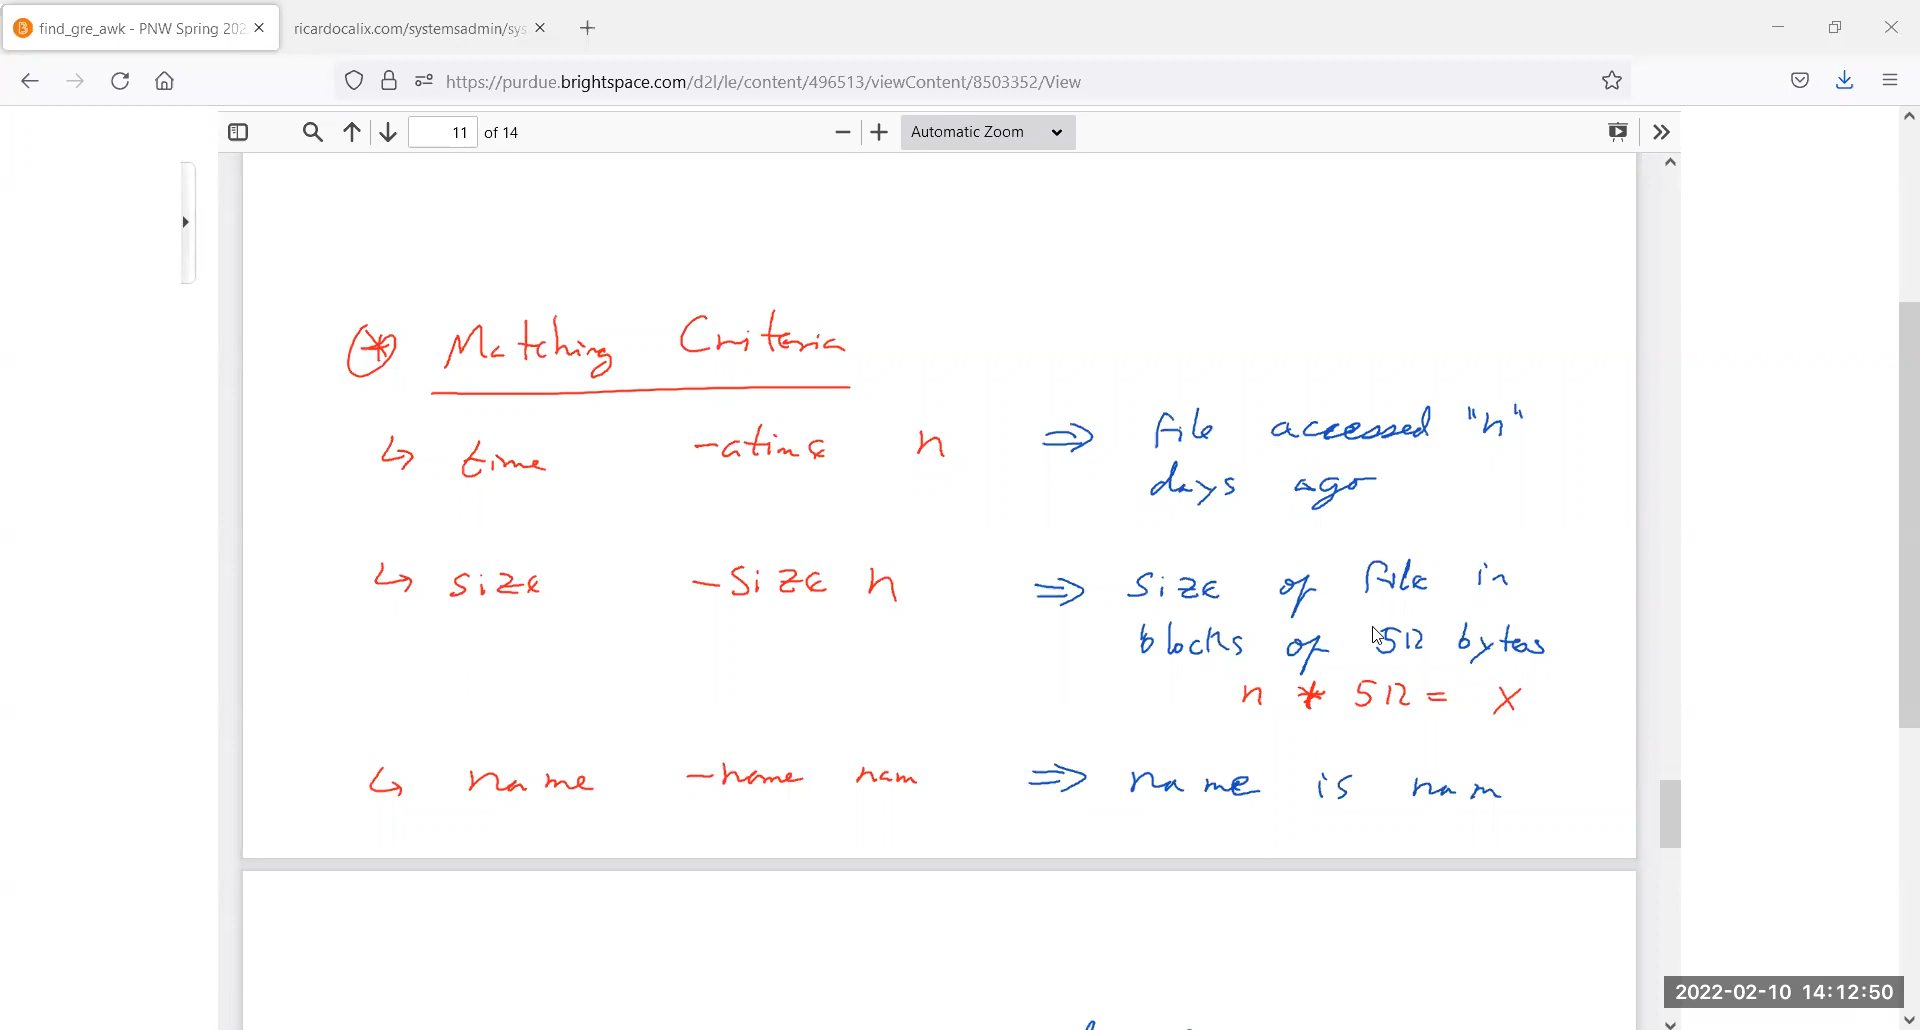 find_gre_awk - PNW Spring 202
ricardocalix.com/systemsadmin/sys
https://purdue.brightspace.com/d2l/le/content/496513/viewContent/8503352/View
11 of 14
Automatic Zoom
* Matching Criteria
↳ time -atime n ⇒ file accessed "n"
days ago
↳ size -size n ⇒ size of file in
blocks of 512 bytes
n * 512 = X
↳ name -name nam ⇒ name is nam
2022-02-10 14:12:50